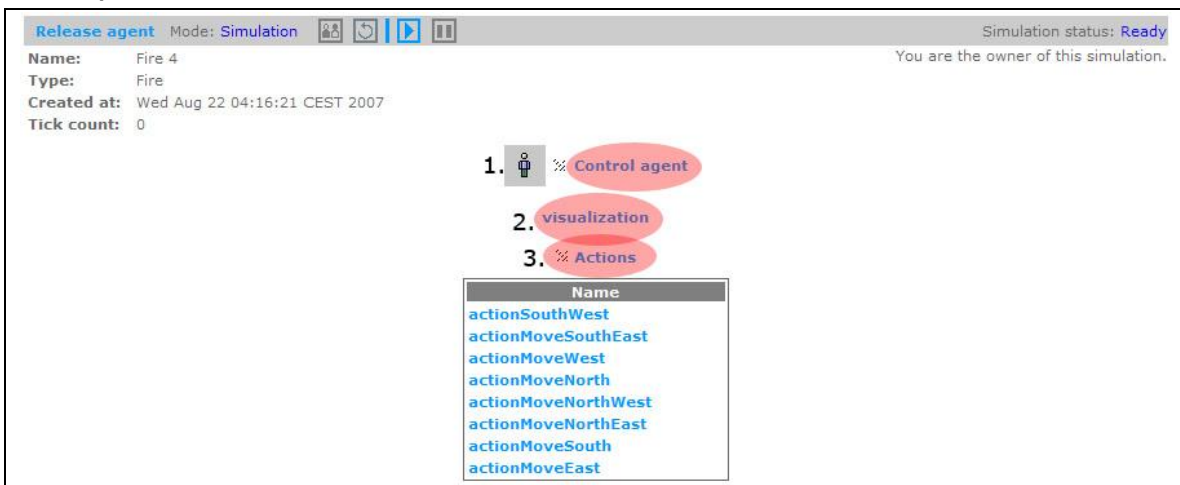 Release agent Mode: Simulation Simulation status: Ready
Name: Fire 4 You are the owner of this simulation.
Type: Fire
Created at: Wed Aug 22 04:16:21 CEST 2007
Tick count: 0
1. Control agent
2. visualization
3. Actions
Name
actionSouthWest
actionMoveSouthEast
actionMoveWest
actionMoveNorth
actionMoveNorthWest
actionMoveNorthEast
actionMoveSouth
actionMoveEast